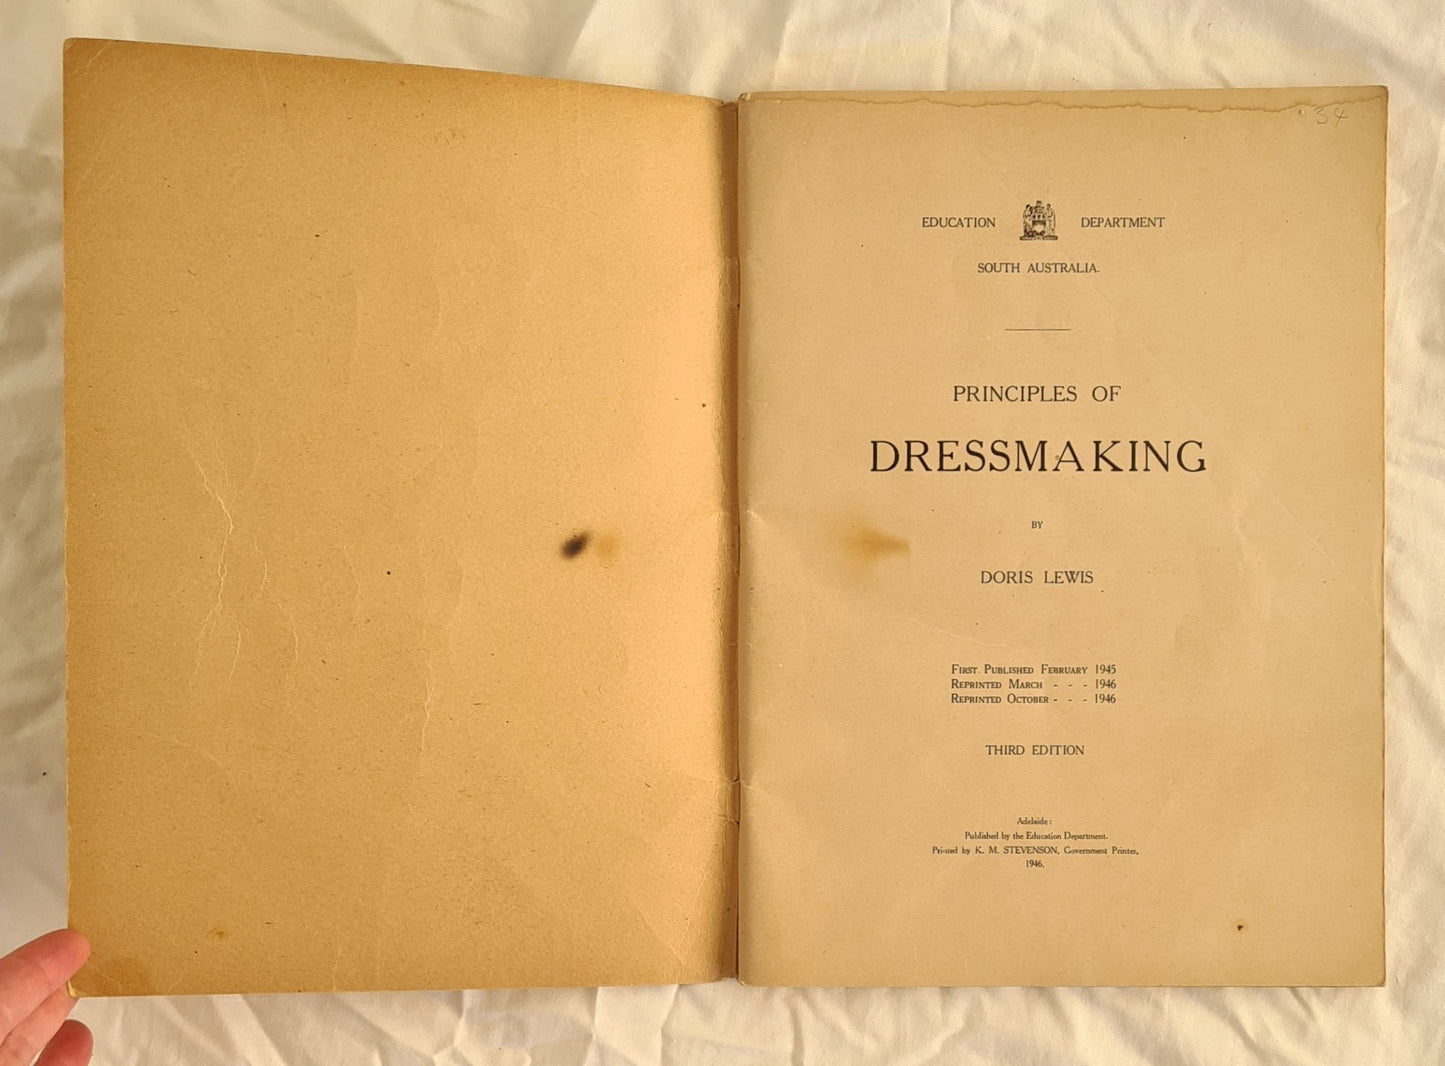 34
EDUCATION DEPARTMENT
SOUTH AUSTRALIA.
PRINCIPLES OF
DRESSMAKING
BY
DORIS LEWIS
FIRST PUBLISHED FEBRUARY 1945
REPRINTED MARCH - - - 1946
REPRINTED OCTOBER - - - 1946
THIRD EDITION
Adelaide:
Published by the Education Department.
Printed by K. M. STEVENSON, Government Printer,
1946.